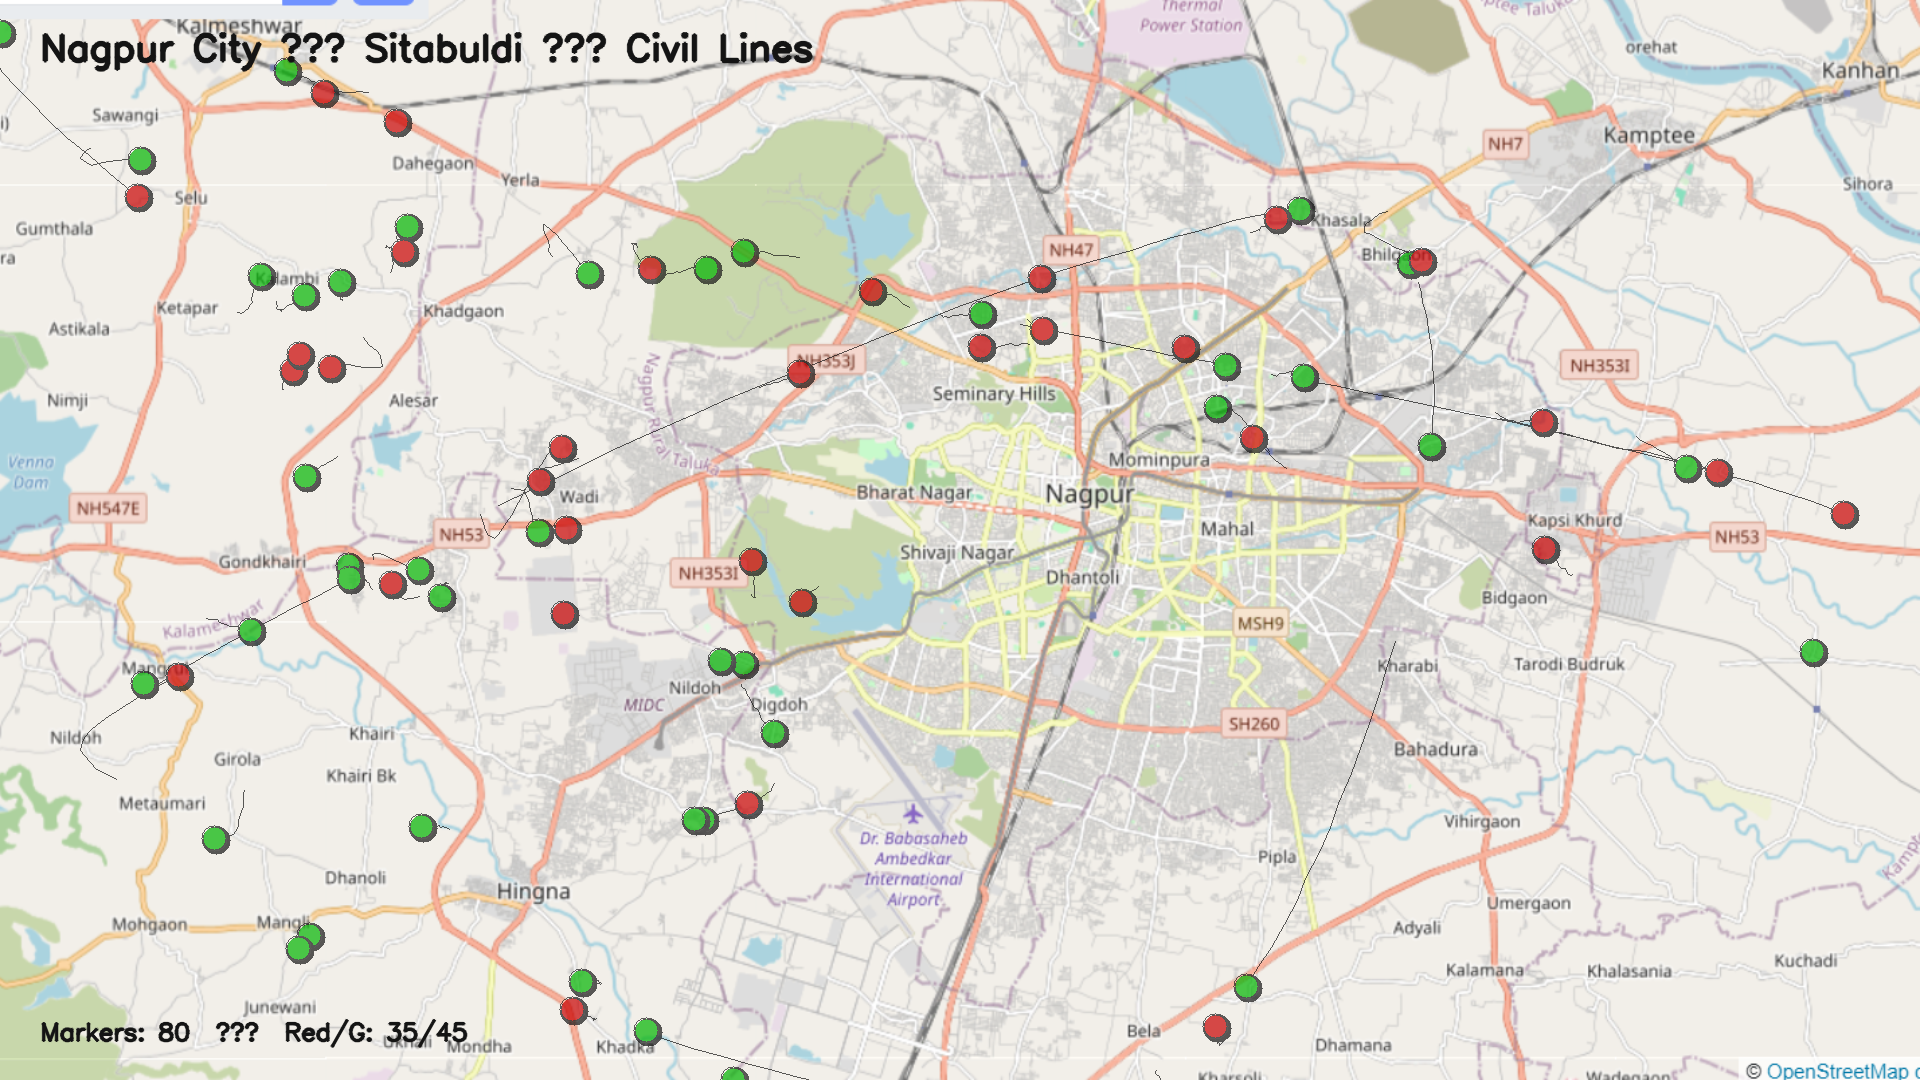 Kalmeshwar
Thermal
Power Station
ptee Taluka
orehat
Kanhan
Nagpur City ??? Sitabuldi ??? Civil Lines
Sawangi
NH7
Kamptee
Dahegaon
Yerla
Selu
Sihora
Gumthala
Khasala
NH47
Bhilgaon
Kalambi
Ketapar
Khadgaon
Astikala
NH353J
NH353I
Nagpur Rural Taluka
Seminary Hills
Nimji
Alesar
Mominpura
Venna
Dam
Bharat Nagar
Nagpur
Wadi
NH547E
Kapsi Khurd
Mahal
NH53
NH53
Gondkhairi
Shivaji Nagar
NH353I
Dhantoli
Bidgaon
Kalameshwar
MSH9
Mangrul
Kharabi
Tarodi Budruk
Nildoh
MIDC
Digdoh
SH260
Nildoh
Khairi
Bahadura
Girola
Khairi Bk
Metaumari
Vihirgaon
Dr. Babasaheb
Ambedkar
International
Airport
Pipla
Dhanoli
Hingna
Umergaon
Mohgaon
Mangli
Adyali
Kuchadi
Kalamana
Khalasania
Junewani
Markers: 80 ??? Red/G: 35/45
Bela
Mondha
Khadka
Dhamana
Kharsoli
Wadegaon
© OpenStreetMap